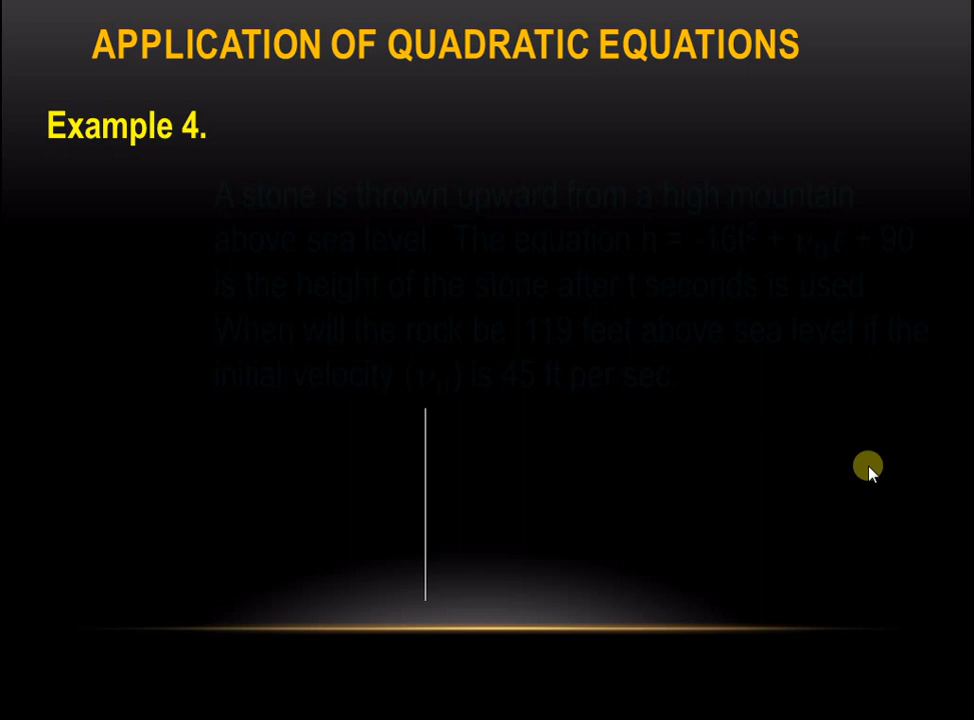 APPLICATION OF QUADRATIC EQUATIONS
Example 4.
A stone is thrown upward from a high mountain
above sea level. The equation h = -16t² + v₀t + 90
is the height of the stone after t seconds is used.
When will the rock be 119 feet above sea level if the
initial velocity (v₀) is 45 ft per sec